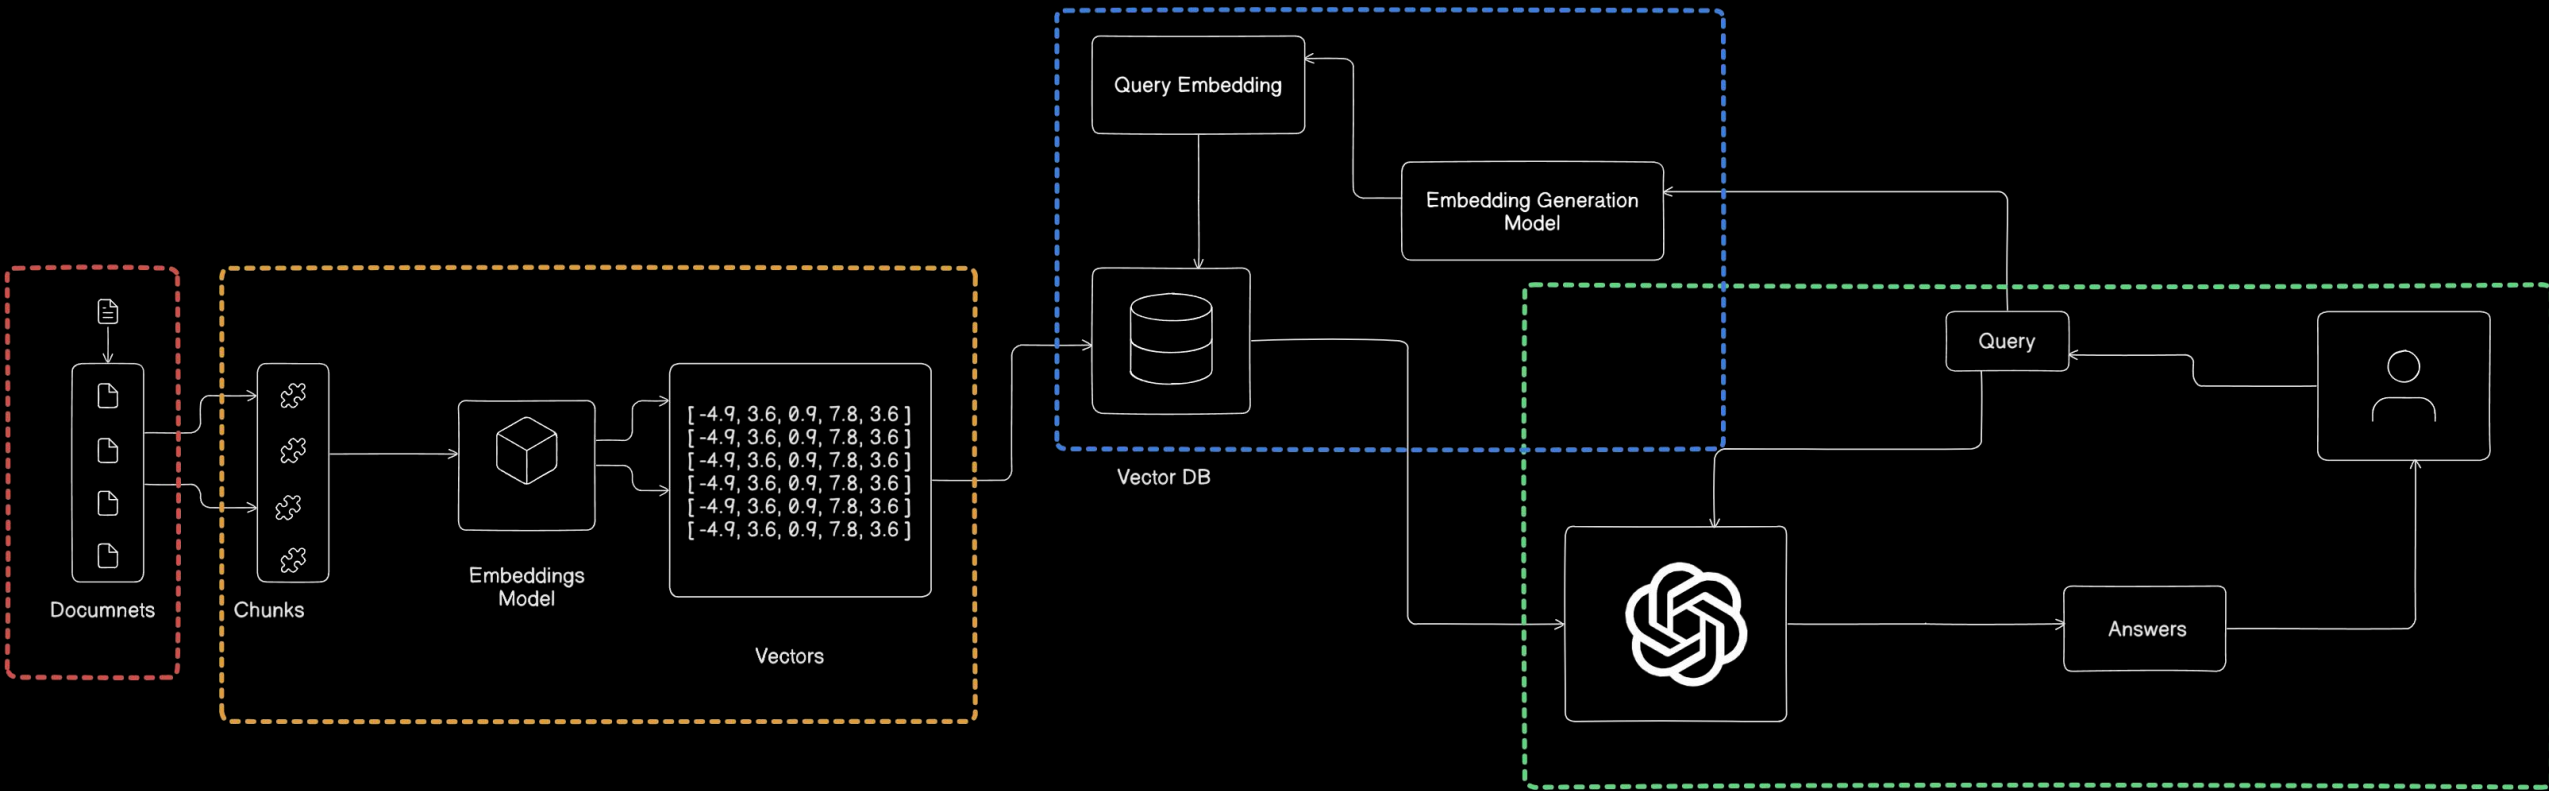 Query Embedding
Embedding Generation
Model
Query
[ -4.9, 3.6, 0.9, 7.8, 3.6 ]
[ -4.9, 3.6, 0.9, 7.8, 3.6 ]
[ -4.9, 3.6, 0.9, 7.8, 3.6 ]
[ -4.9, 3.6, 0.9, 7.8, 3.6 ]
[ -4.9, 3.6, 0.9, 7.8, 3.6 ]
[ -4.9, 3.6, 0.9, 7.8, 3.6 ]
Vector DB
Documnets
Chunks
Embeddings
Model
Vectors
Answers